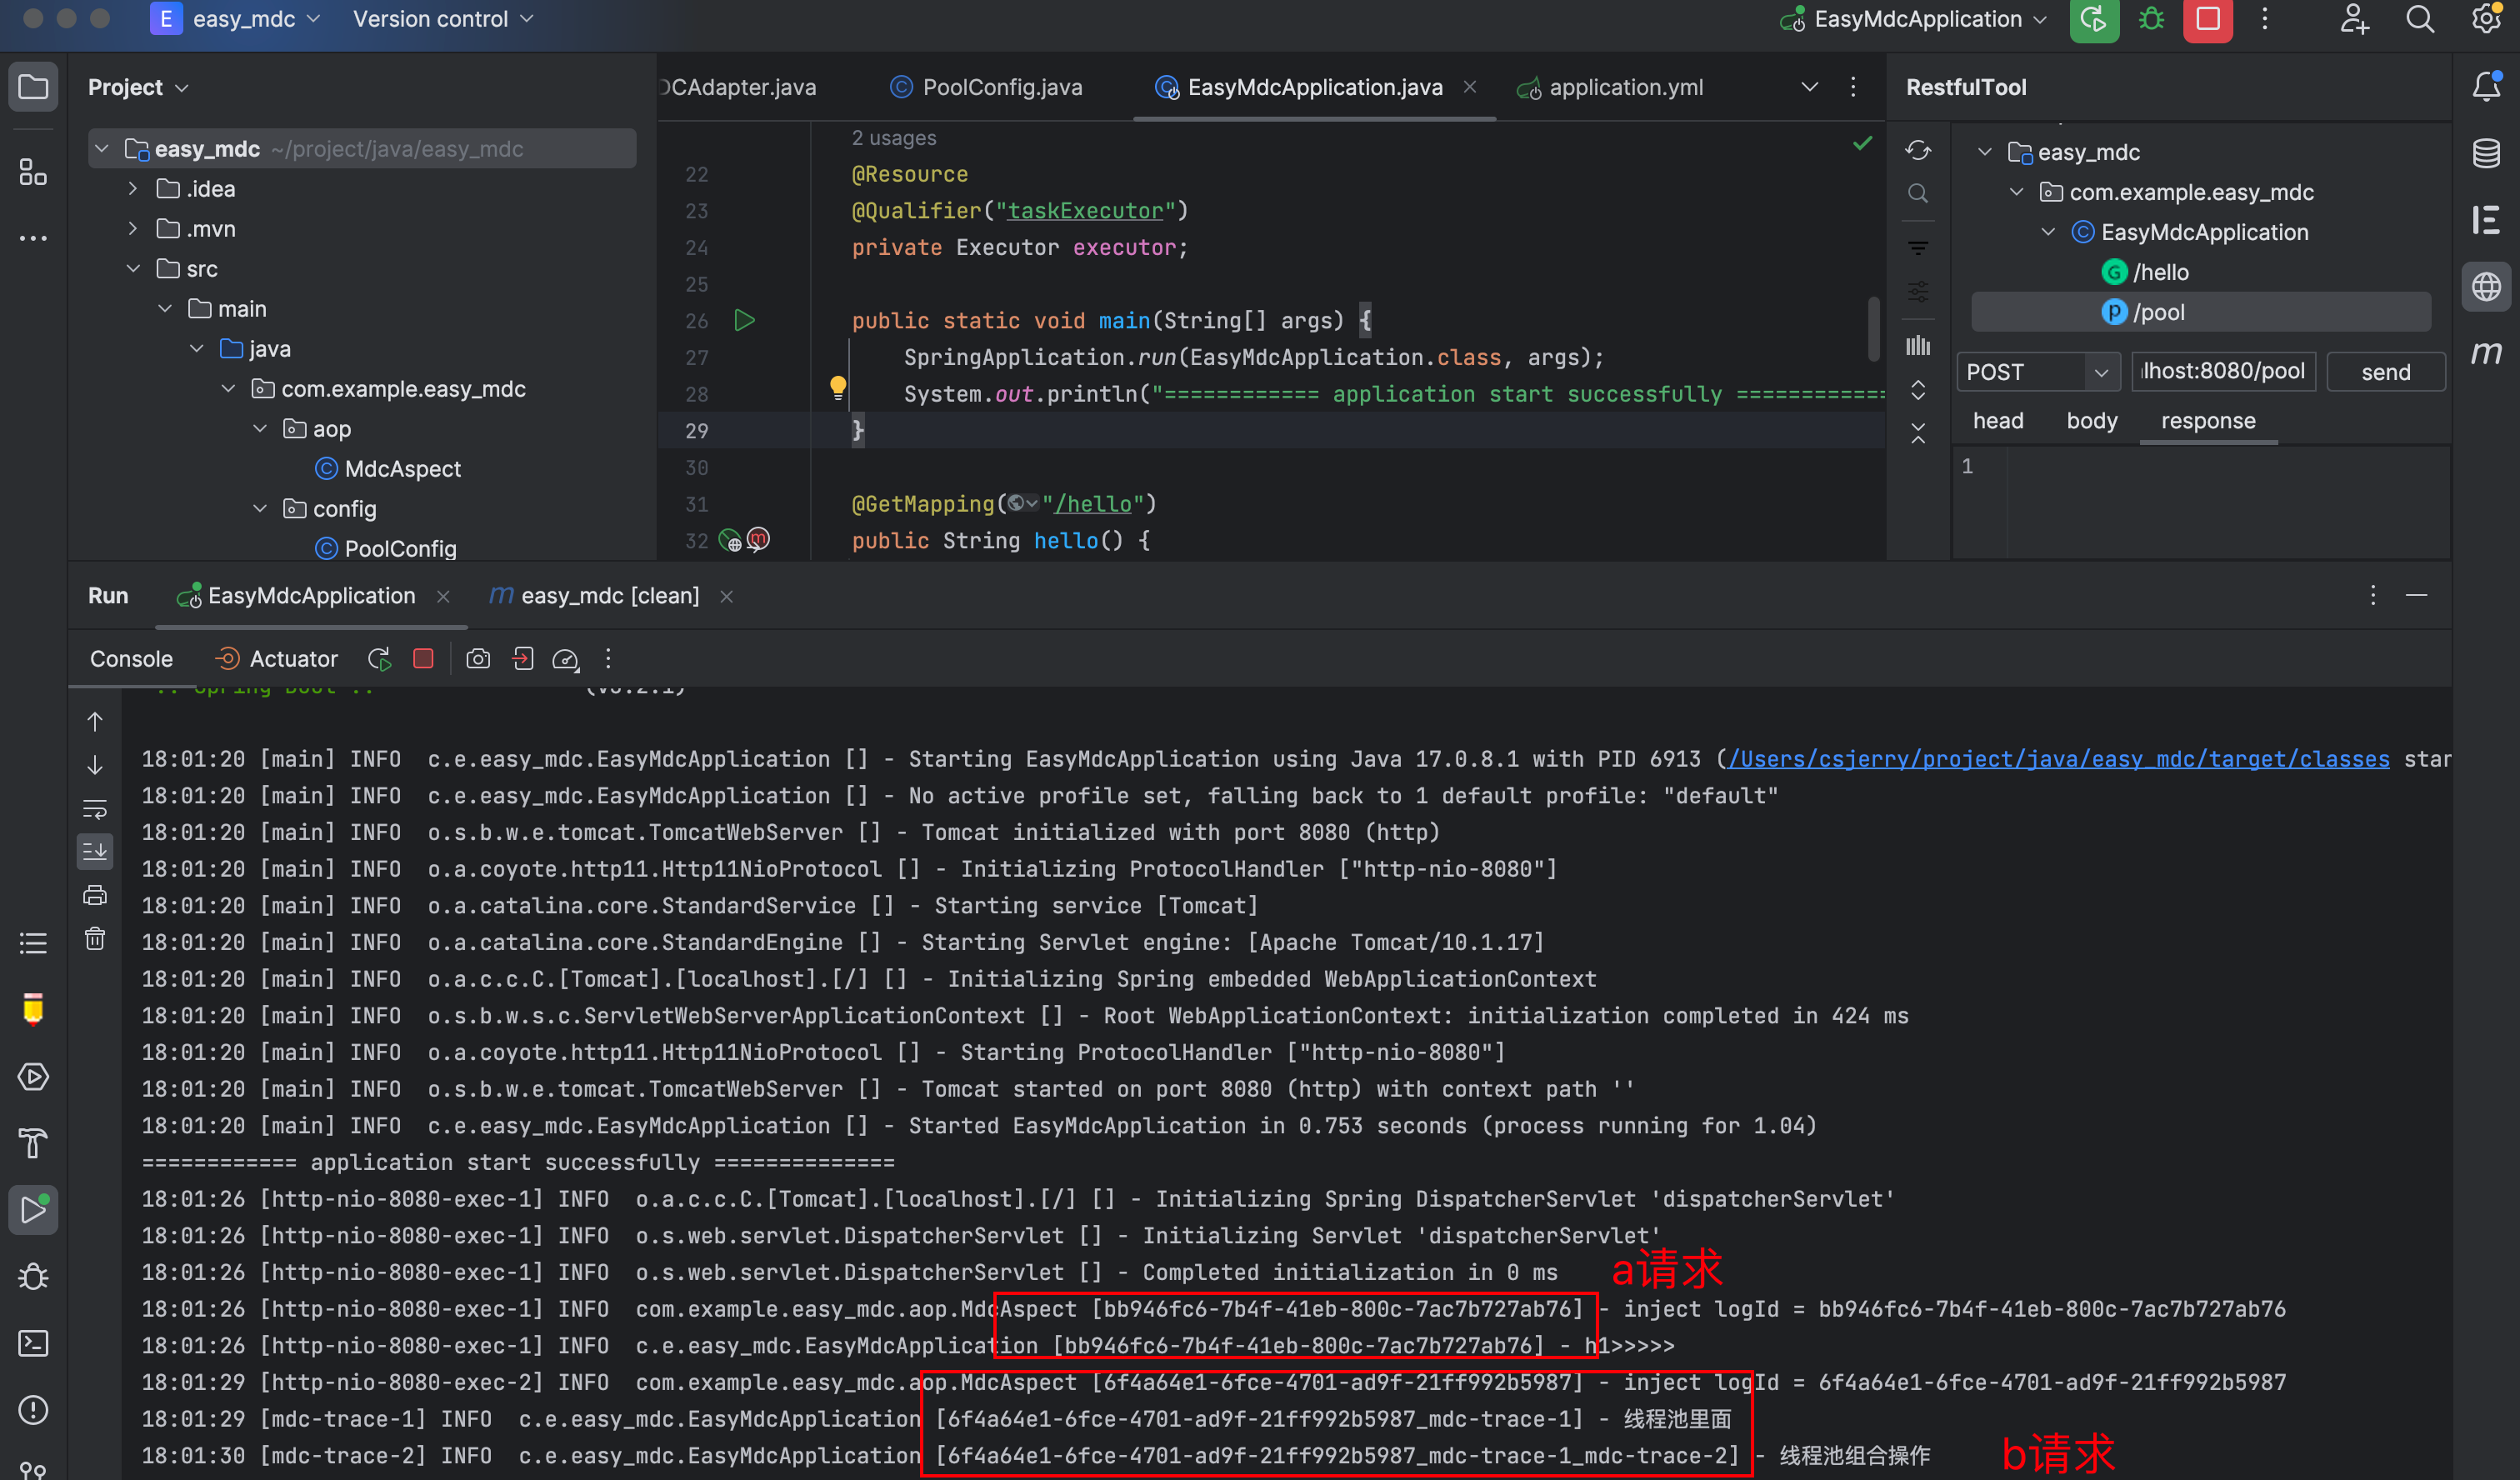 E easy_mdc Version control EasyMdcApplication
Project
easy_mdc ~/project/java/easy_mdc
.idea
.mvn
src
main
java
com.example.easy_mdc
aop
MdcAspect
config
PoolConfig
DCAdapter.java PoolConfig.java EasyMdcApplication.java application.yml
2 usages
22 @Resource
23 @Qualifier("taskExecutor")
24 private Executor executor;
25
26 public static void main(String[] args) {
27 SpringApplication.run(EasyMdcApplication.class, args);
28 System.out.println("============ application start successfully ============
29 }
30
31 @GetMapping("/hello")
32 public String hello() {
RestfulTool
easy_mdc
com.example.easy_mdc
EasyMdcApplication
G /hello
P /pool
POST lhost:8080/pool send
head body response
1
Run EasyMdcApplication easy_mdc [clean]
Console Actuator
18:01:20 [main] INFO c.e.easy_mdc.EasyMdcApplication [] - Starting EasyMdcApplication using Java 17.0.8.1 with PID 6913 (/Users/csjerry/project/java/easy_mdc/target/classes star
18:01:20 [main] INFO c.e.easy_mdc.EasyMdcApplication [] - No active profile set, falling back to 1 default profile: "default"
18:01:20 [main] INFO o.s.b.w.e.tomcat.TomcatWebServer [] - Tomcat initialized with port 8080 (http)
18:01:20 [main] INFO o.a.coyote.http11.Http11NioProtocol [] - Initializing ProtocolHandler ["http-nio-8080"]
18:01:20 [main] INFO o.a.catalina.core.StandardService [] - Starting service [Tomcat]
18:01:20 [main] INFO o.a.catalina.core.StandardEngine [] - Starting Servlet engine: [Apache Tomcat/10.1.17]
18:01:20 [main] INFO o.a.c.c.C.[Tomcat].[localhost].[/] [] - Initializing Spring embedded WebApplicationContext
18:01:20 [main] INFO o.s.b.w.s.c.ServletWebServerApplicationContext [] - Root WebApplicationContext: initialization completed in 424 ms
18:01:20 [main] INFO o.a.coyote.http11.Http11NioProtocol [] - Starting ProtocolHandler ["http-nio-8080"]
18:01:20 [main] INFO o.s.b.w.e.tomcat.TomcatWebServer [] - Tomcat started on port 8080 (http) with context path ''
18:01:20 [main] INFO c.e.easy_mdc.EasyMdcApplication [] - Started EasyMdcApplication in 0.753 seconds (process running for 1.04)
============ application start successfully ==============
18:01:26 [http-nio-8080-exec-1] INFO o.a.c.c.C.[Tomcat].[localhost].[/] [] - Initializing Spring DispatcherServlet 'dispatcherServlet'
18:01:26 [http-nio-8080-exec-1] INFO o.s.web.servlet.DispatcherServlet [] - Initializing Servlet 'dispatcherServlet'
18:01:26 [http-nio-8080-exec-1] INFO o.s.web.servlet.DispatcherServlet [] - Completed initialization in 0 ms
a请求
18:01:26 [http-nio-8080-exec-1] INFO com.example.easy_mdc.aop.MdcAspect [bb946fc6-7b4f-41eb-800c-7ac7b727ab76] - inject logId = bb946fc6-7b4f-41eb-800c-7ac7b727ab76
18:01:26 [http-nio-8080-exec-1] INFO c.e.easy_mdc.EasyMdcApplication [bb946fc6-7b4f-41eb-800c-7ac7b727ab76] - h1>>>>>
18:01:29 [http-nio-8080-exec-2] INFO com.example.easy_mdc.aop.MdcAspect [6f4a64e1-6fce-4701-ad9f-21ff992b5987] - inject logId = 6f4a64e1-6fce-4701-ad9f-21ff992b5987
18:01:29 [mdc-trace-1] INFO c.e.easy_mdc.EasyMdcApplication [6f4a64e1-6fce-4701-ad9f-21ff992b5987_mdc-trace-1] - 线程池里面
18:01:30 [mdc-trace-2] INFO c.e.easy_mdc.EasyMdcApplication [6f4a64e1-6fce-4701-ad9f-21ff992b5987_mdc-trace-1_mdc-trace-2] - 线程池组合操作
b请求